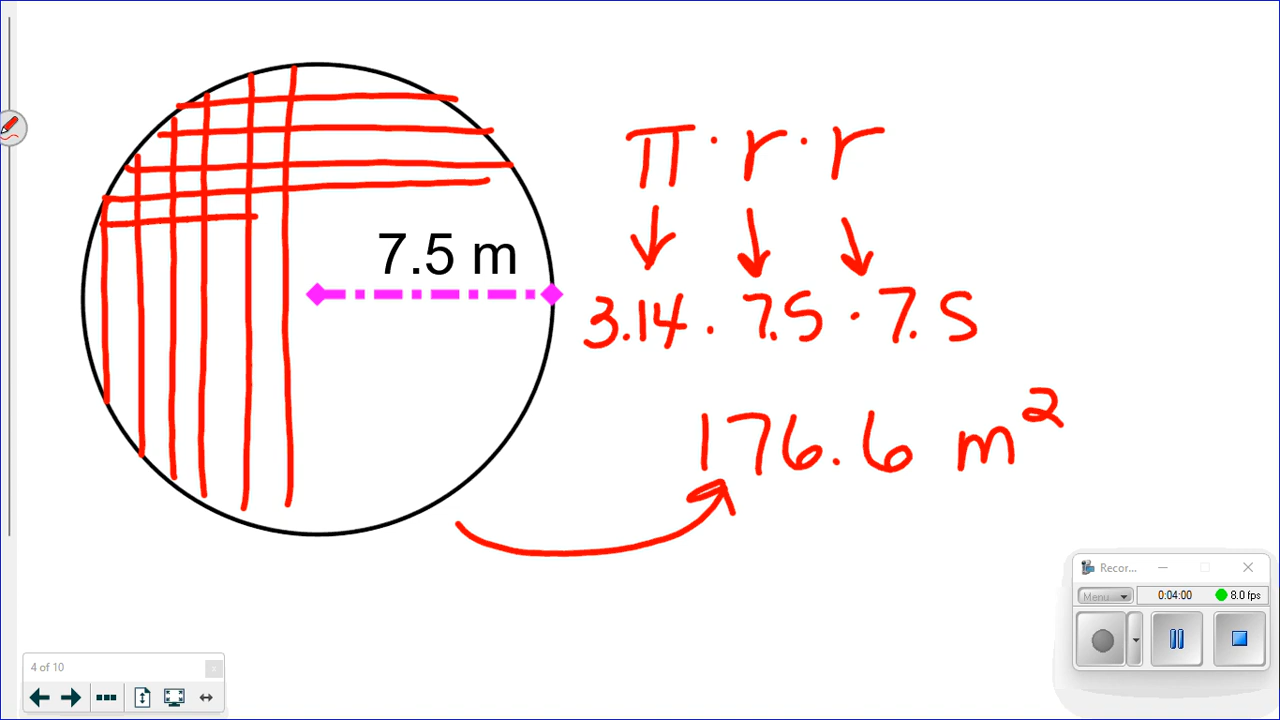 π · r · r
7.5 m
3.14 · 7.5 · 7.5
176.6 m²
Recor...
Menu
0:04:00
8.0 fps
4 of 10